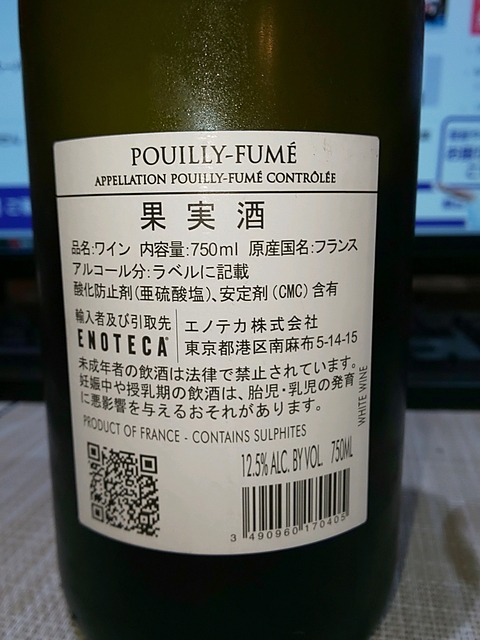 POUILLY-FUMÉ
APPELLATION POUILLY-FUMÉ CONTRÔLÉE
果実酒
品名:ワイン 内容量:750ml 原産国名:フランス
アルコール分:ラベルに記載
酸化防止剤(亜硫酸塩)、安定剤(CMC)含有
輸入者及び引取先 エノテカ株式会社
ENOTECA 東京都港区南麻布5-14-15
未成年者の飲酒は法律で禁止されています。
妊娠中や授乳期の飲酒は、胎児・乳児の発育
に悪影響を与えるおそれがあります。
WHITE WINE
PRODUCT OF FRANCE - CONTAINS SULPHITES
12.5% ALC. BY VOL. 750ML
3 490960 170405